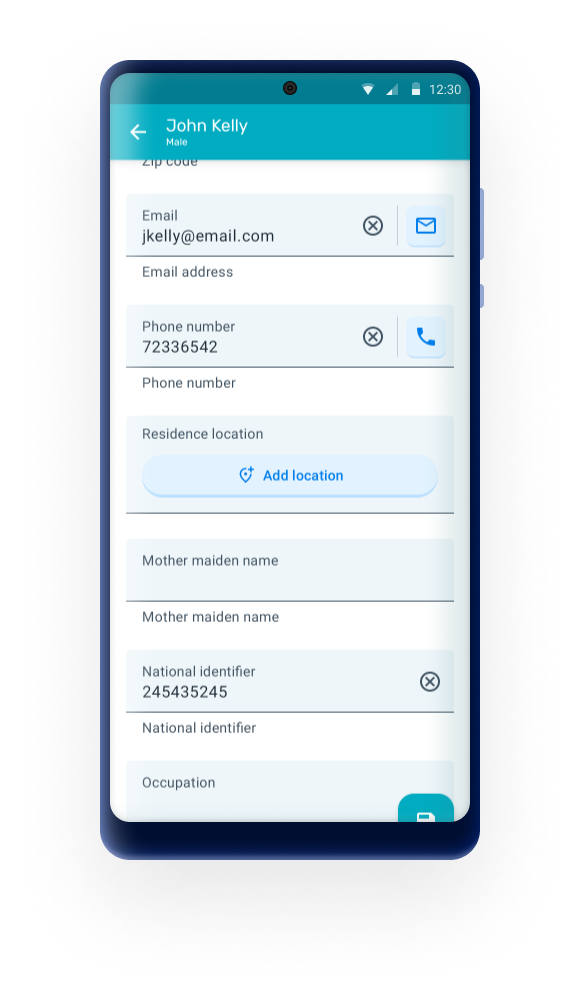 12:30
John Kelly
Male
Zip code
Email
jkelly@email.com
Email address
Phone number
72336542
Phone number
Residence location
Add location
Mother maiden name
Mother maiden name
National identifier
245435245
National identifier
Occupation